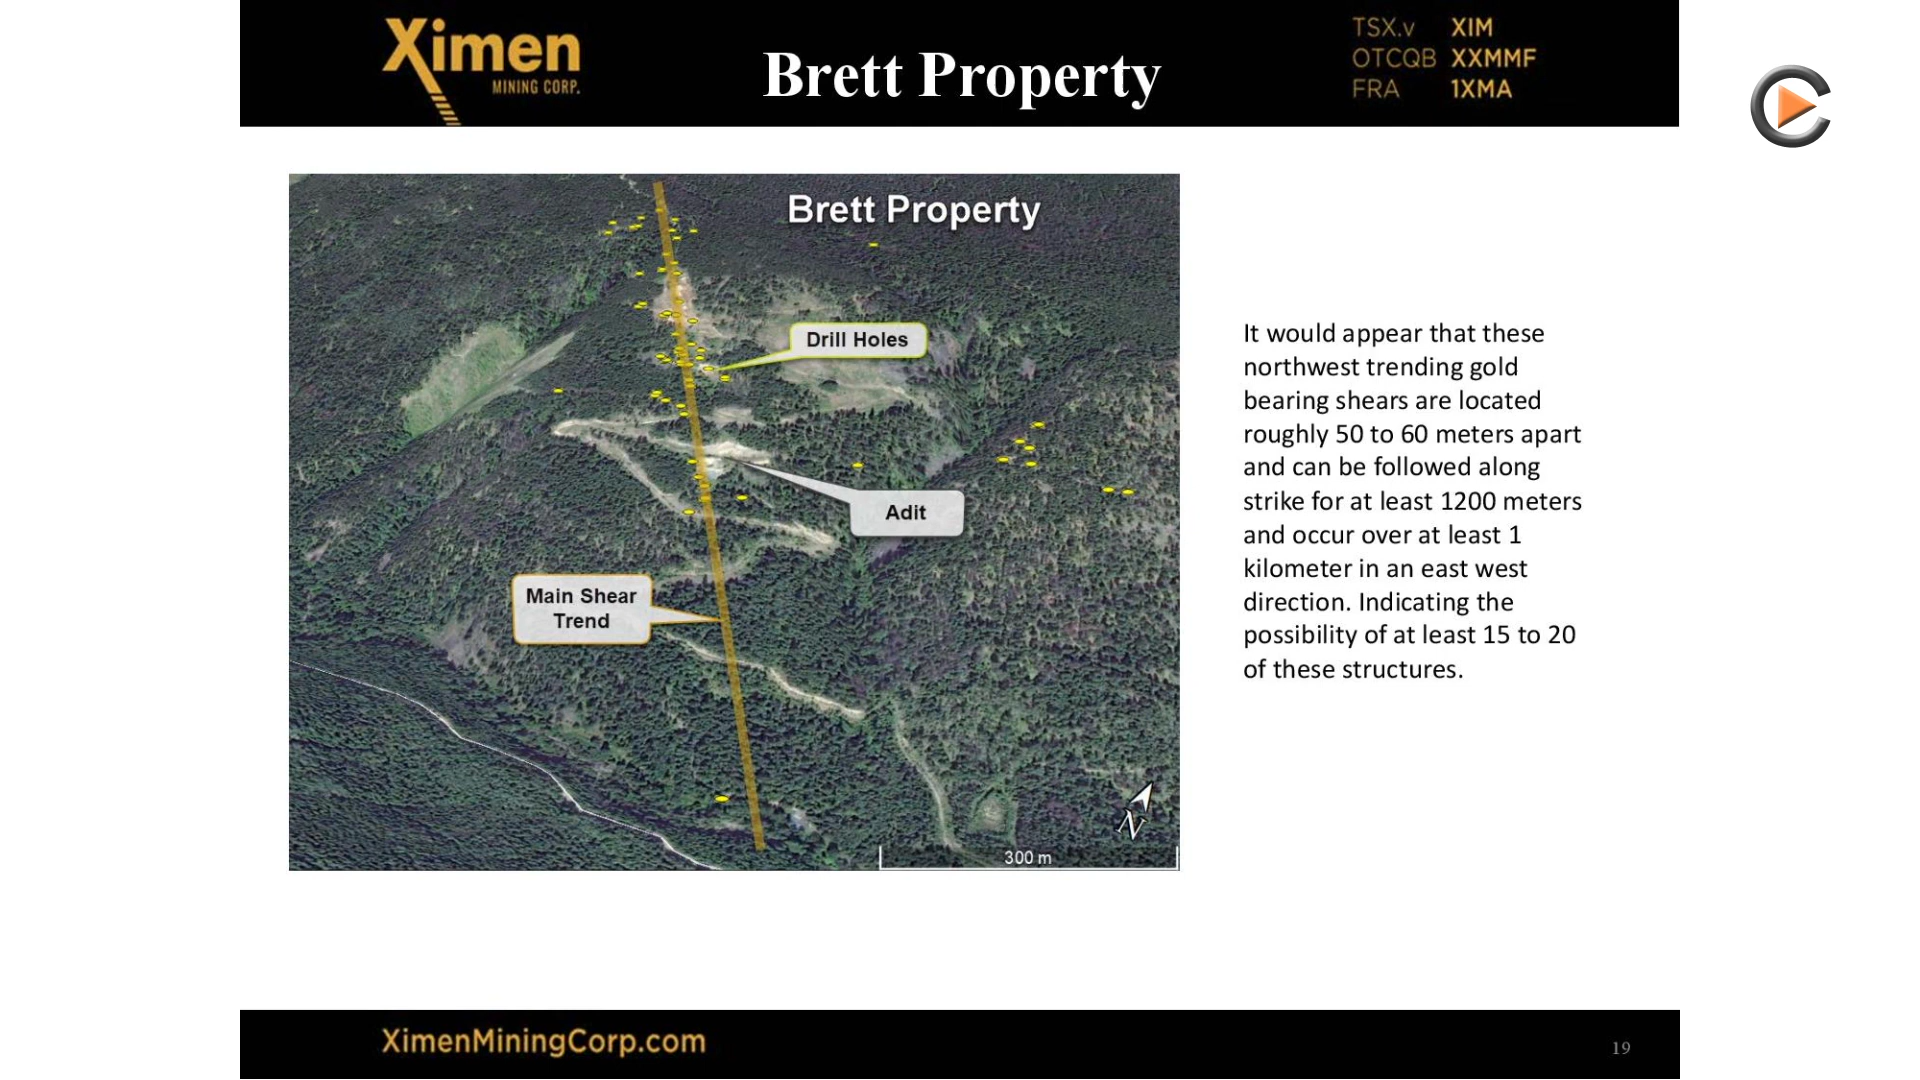 Ximen
MINING CORP.
Brett Property
TSX.v XIM
OTCQB XXMMF
FRA 1XMA
Brett Property
Drill Holes
Adit
Main Shear
Trend
N
300 m
It would appear that these
northwest trending gold
bearing shears are located
roughly 50 to 60 meters apart
and can be followed along
strike for at least 1200 meters
and occur over at least 1
kilometer in an east west
direction. Indicating the
possibility of at least 15 to 20
of these structures.
XimenMiningCorp.com
19